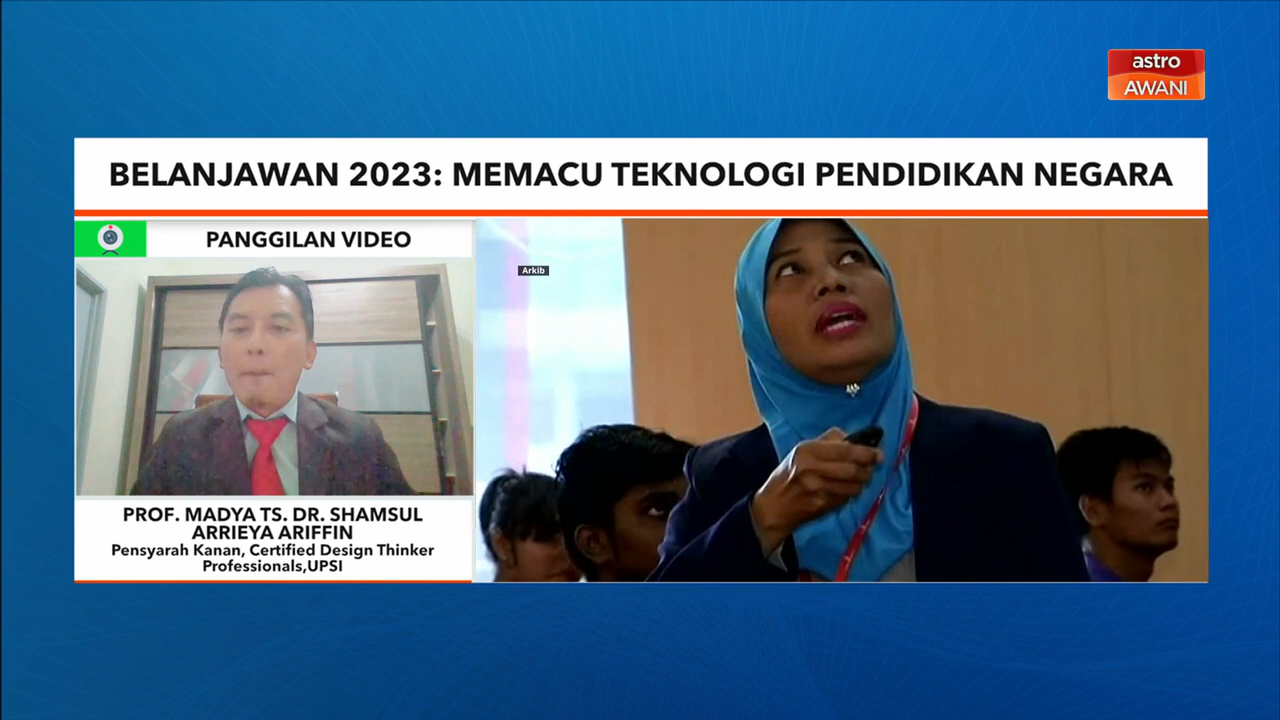 astro
AWANI
BELANJAWAN 2023: MEMACU TEKNOLOGI PENDIDIKAN NEGARA
PANGGILAN VIDEO
Arkib
PROF. MADYA TS. DR. SHAMSUL
ARRIEYA ARIFFIN
Pensyarah Kanan, Certified Design Thinker
Professionals,UPSI